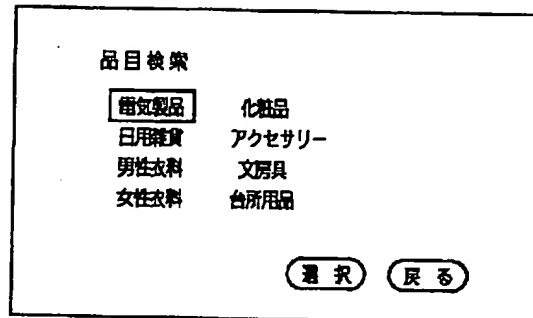 品目検索
電気製品 化粧品
日用雑貨 アクセサリー
男性衣料 文房具
女性衣料 台所用品
選択 戻る